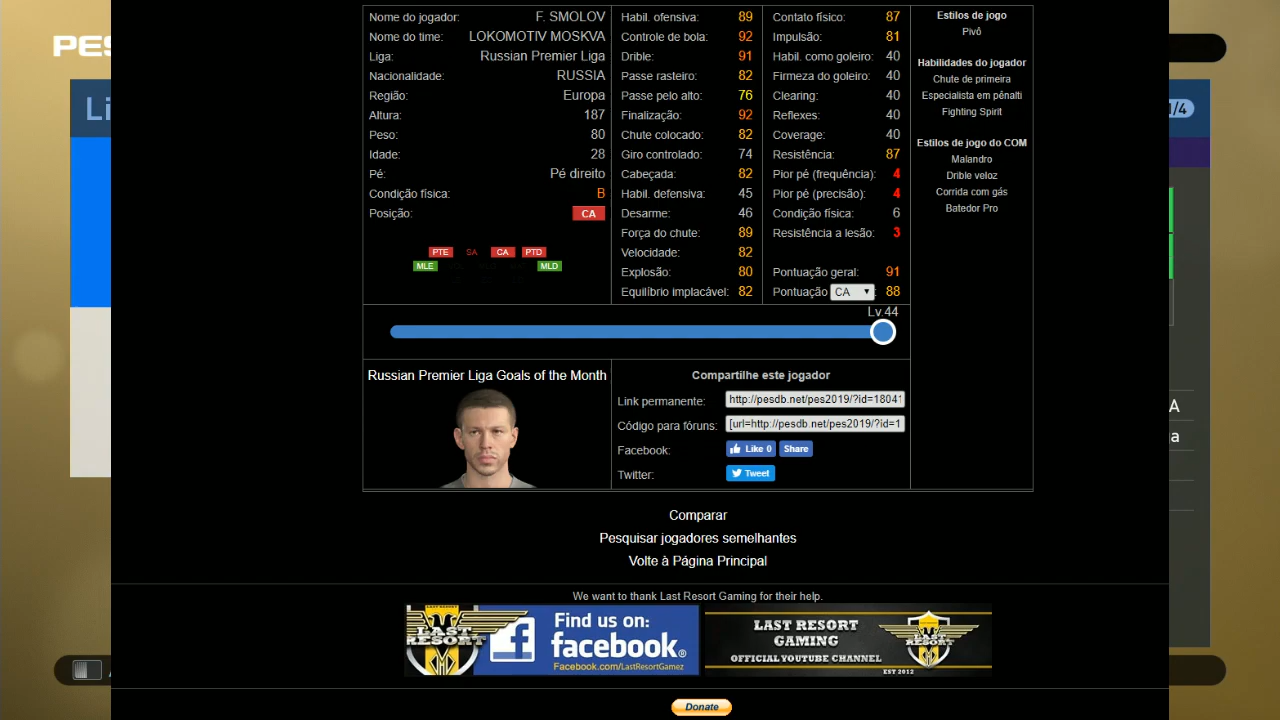 PES
Li
1/4
A
a
A
Nome do jogador: F. SMOLOV
Nome do time: LOKOMOTIV MOSKVA
Liga: Russian Premier Liga
Nacionalidade: RUSSIA
Região: Europa
Altura: 187
Peso: 80
Idade: 28
Pé: Pé direito
Condição física: B
Posição: CA
PTE SA CA PTD
MLE MLD
Habil. ofensiva: 89
Controle de bola: 92
Drible: 91
Passe rasteiro: 82
Passe pelo alto: 76
Finalização: 92
Chute colocado: 82
Giro controlado: 74
Cabeçada: 82
Habil. defensiva: 45
Desarme: 46
Força do chute: 89
Velocidade: 82
Explosão: 80
Equilíbrio implacável: 82
Contato físico: 87
Impulsão: 81
Habil. como goleiro: 40
Firmeza do goleiro: 40
Clearing: 40
Reflexes: 40
Coverage: 40
Resistência: 87
Pior pé (frequência): 4
Pior pé (precisão): 4
Condição física: 6
Resistência a lesão: 3
Pontuação geral: 91
Pontuação CA : 88
Estilos de jogo
Pivô
Habilidades do jogador
Chute de primeira
Especialista em pênalti
Fighting Spirit
Estilos de jogo do COM
Malandro
Drible veloz
Corrida com gás
Batedor Pro
Lv.44
Russian Premier Liga Goals of the Month
Compartilhe este jogador
Link permanente: http://pesdb.net/pes2019/?id=18041
Código para fóruns: [url=http://pesdb.net/pes2019/?id=1
Facebook: Like 0 Share
Twitter: Tweet
Comparar
Pesquisar jogadores semelhantes
Volte à Página Principal
We want to thank Last Resort Gaming for their help.
LAST RESORT
LAST RESORT
Find us on:
facebook®
Facebook.com/LastResortGamez
LAST RESORT
GAMING
OFFICIAL YOUTUBE CHANNEL
LAST RESORT
EST 2012
Donate